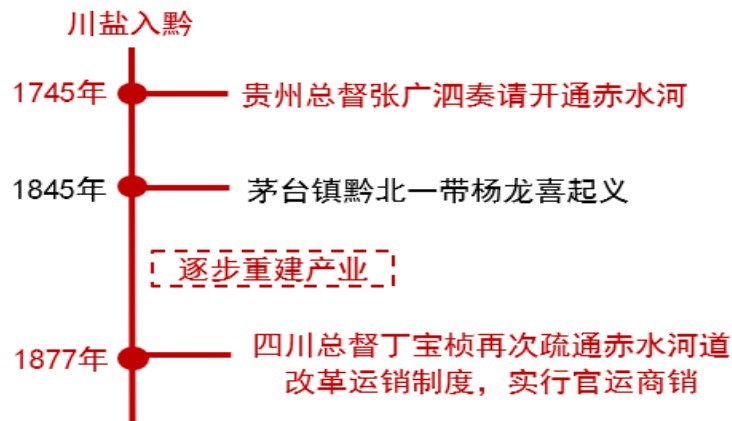 川盐入黔
1745年
贵州总督张广泗奏请开通赤水河
1845年
茅台镇黔北一带杨龙喜起义
逐步重建产业
1877年
四川总督丁宝桢再次疏通赤水河道
改革运销制度，实行官运商销